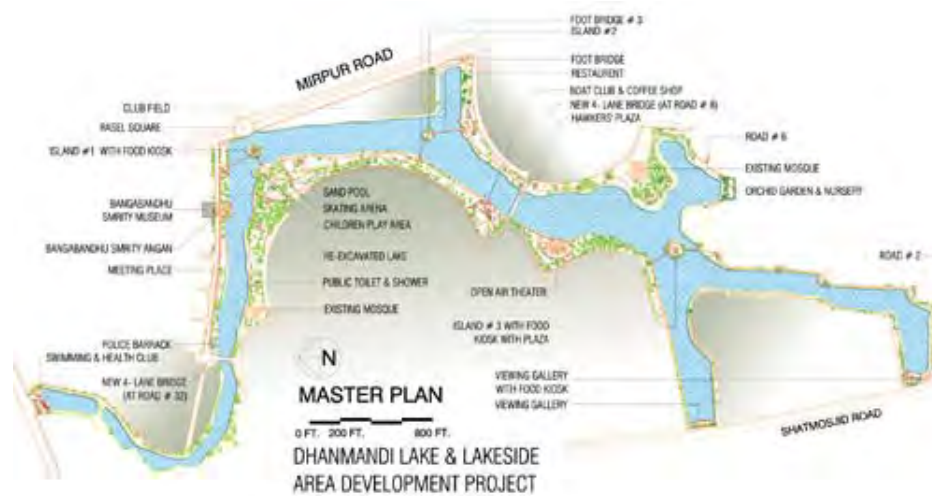 FOOT BRIDGE # 3
ISLAND #2
MIRPUR ROAD
FOOT BRIDGE
RESTAURENT
BOAT CLUB & COFFEE SHOP
NEW 4- LANE BRIDGE (AT ROAD # 8)
HAWKERS' PLAZA
CLUB FIELD
RASEL SQUARE
ISLAND #1 WITH FOOD KIOSK
ROAD # 6
EXISTING MOSQUE
ORCHID GARDEN & NURSERY
SAND POOL
SKATING ARENA
CHILDREN PLAY AREA
BANGABANDHU
SMRITY MUSEUM
BANGABANDHU SMRITY ANGAN
MEETING PLACE
RE-EXCAVATED LAKE
PUBLIC TOILET & SHOWER
EXISTING MOSQUE
ROAD # 2
OPEN AIR THEATER
ISLAND # 3 WITH FOOD
KIOSK WITH PLAZA
POLICE BARRACK
SWIMMING & HEALTH CLUB
NEW 4- LANE BRIDGE
(AT ROAD # 32)
VIEWING GALLERY
WITH FOOD KIOSK
VIEWING GALLERY
SHATMOSJID ROAD
N
MASTER PLAN
0 FT. 200 FT. 800 FT.
DHANMANDI LAKE & LAKESIDE
AREA DEVELOPMENT PROJECT